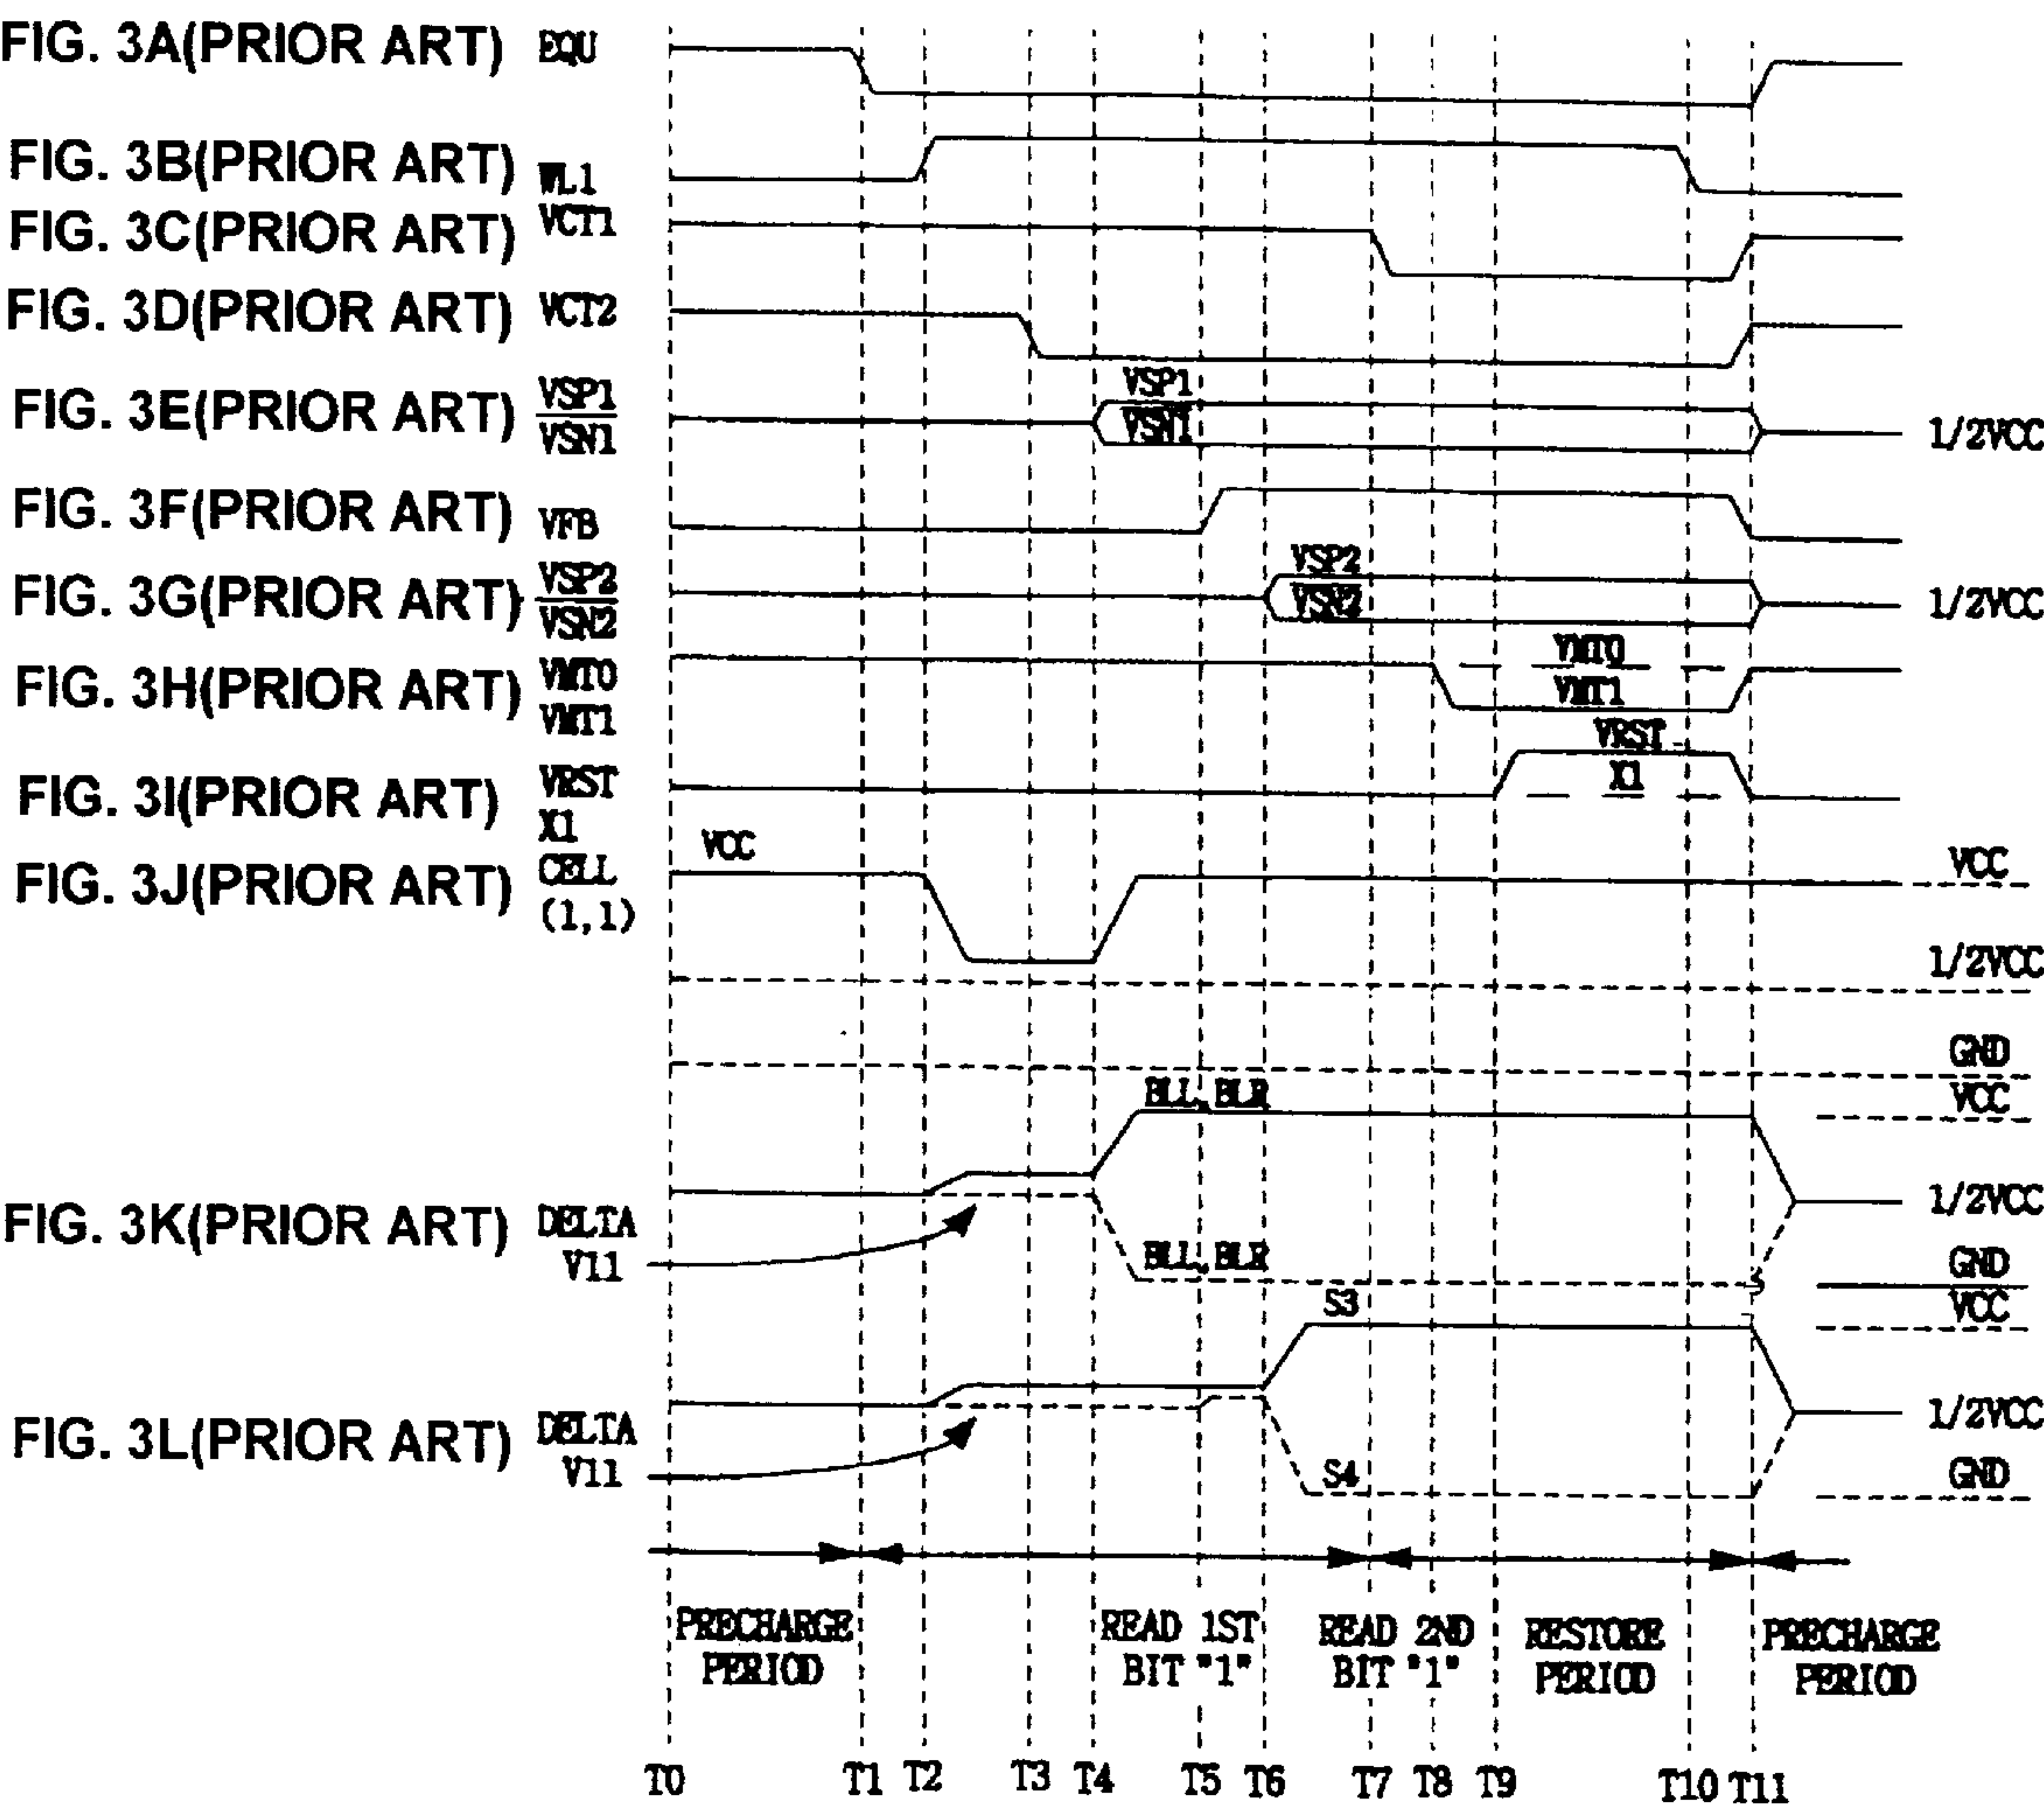 FIG. 3A(PRIOR ART) EQU
FIG. 3B(PRIOR ART) WL1
FIG. 3C(PRIOR ART) VCT1
FIG. 3D(PRIOR ART) VCT2
FIG. 3E(PRIOR ART) VSP1
VSN1
VSP1
VSN1
1/2VCC
FIG. 3F(PRIOR ART) VFB
FIG. 3G(PRIOR ART) VSP2
VSN2
VSP2
VSN2
1/2VCC
FIG. 3H(PRIOR ART) VMT0
VMT1
VMT0
VMT1
FIG. 3I(PRIOR ART) VRST
X1
VRST
X1
FIG. 3J(PRIOR ART) CELL
(1,1)
VCC
VCC
1/2VCC
GND
FIG. 3K(PRIOR ART) DELTA
V11
BLL, BLR
BLL, BLR
VCC
1/2VCC
GND
FIG. 3L(PRIOR ART) DELTA
V11
S3
S4
VCC
1/2VCC
GND
PRECHARGE
PERIOD
READ 1ST
BIT "1"
READ 2ND
BIT "1"
RESTORE
PERIOD
PRECHARGE
PERIOD
T0 T1 T2 T3 T4 T5 T6 T7 T8 T9 T10 T11